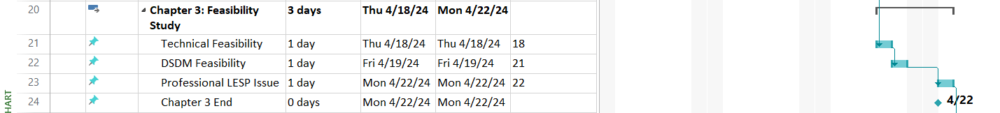 20 Chapter 3: Feasibility Study 3 days Thu 4/18/24 Mon 4/22/24
21 Technical Feasibility 1 day Thu 4/18/24 Thu 4/18/24 18
22 DSDM Feasibility 1 day Fri 4/19/24 Fri 4/19/24 21
23 Professional LESP Issue 1 day Mon 4/22/24 Mon 4/22/24 22
24 Chapter 3 End 0 days Mon 4/22/24 Mon 4/22/24 4/22
HART